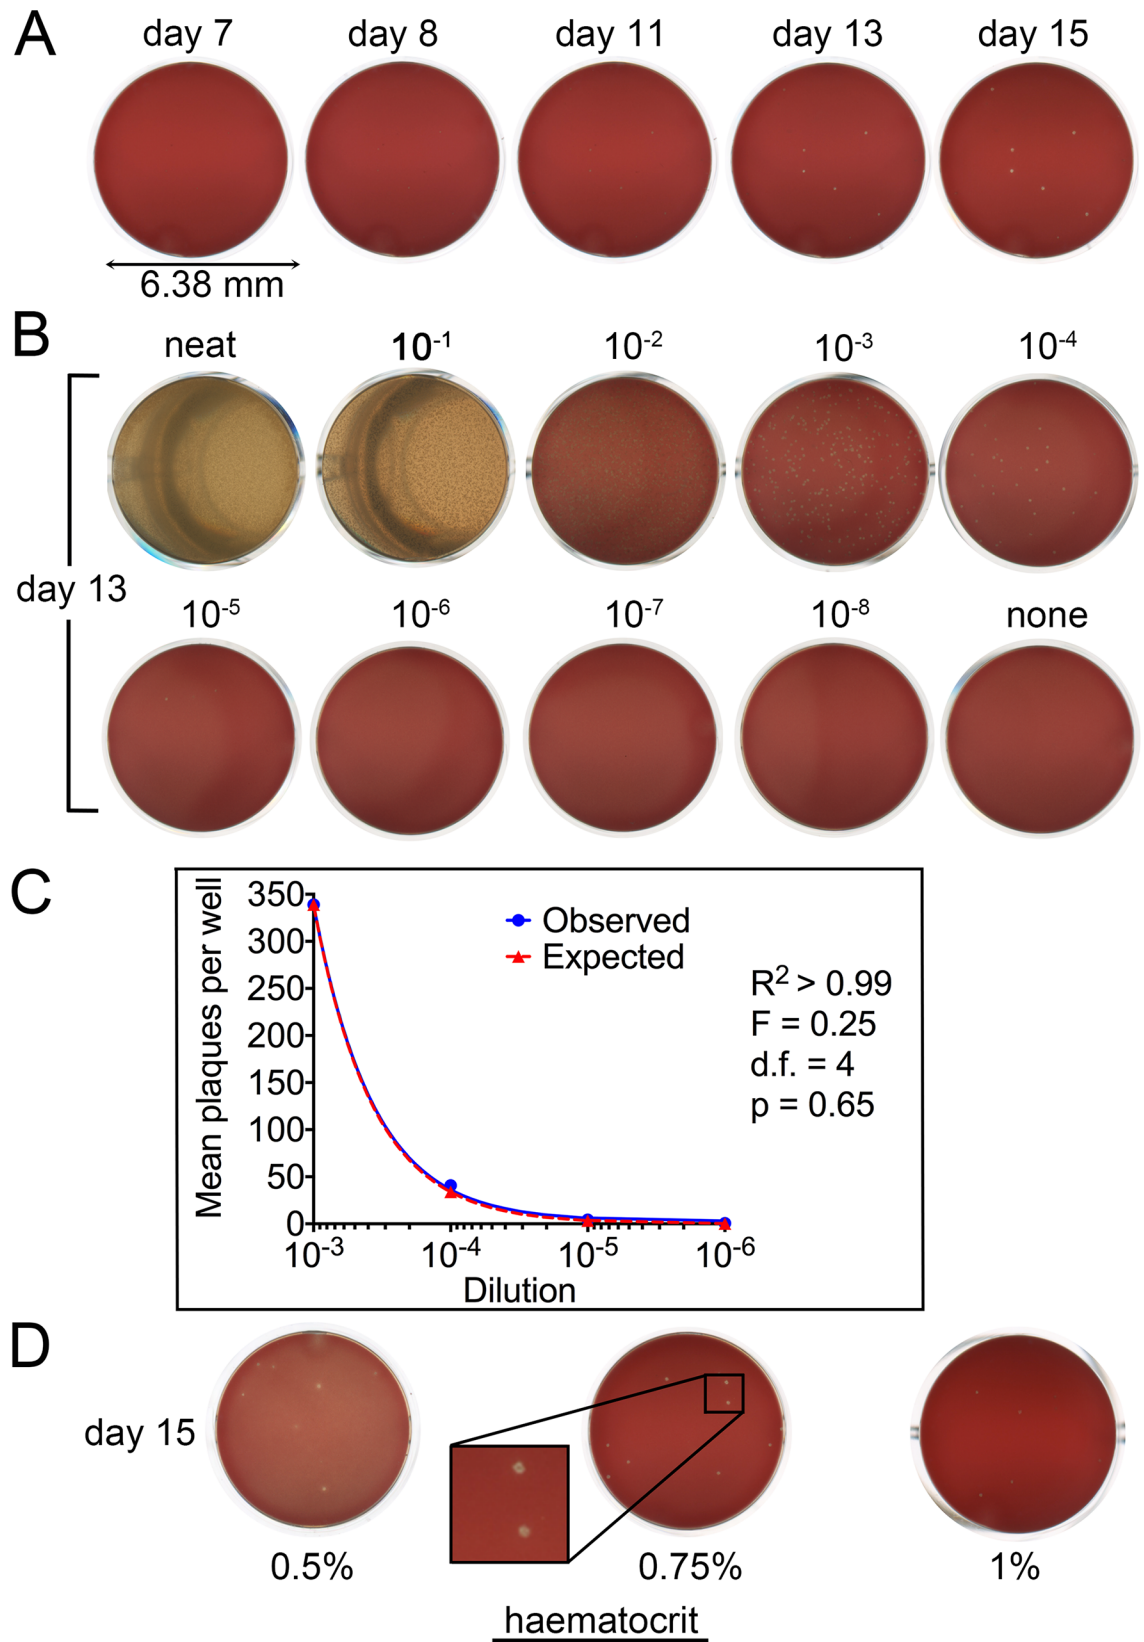 A
day 7 day 8 day 11 day 13 day 15
6.38 mm
B
neat 10⁻¹ 10⁻² 10⁻³ 10⁻⁴
day 13
10⁻⁵ 10⁻⁶ 10⁻⁷ 10⁻⁸ none
C
Mean plaques per well
350
300
250
200
150
100
50
0
Observed
Expected
R² > 0.99
F = 0.25
d.f. = 4
p = 0.65
10⁻³ 10⁻⁴ 10⁻⁵ 10⁻⁶
Dilution
D
day 15
0.5% 0.75% 1%
haematocrit